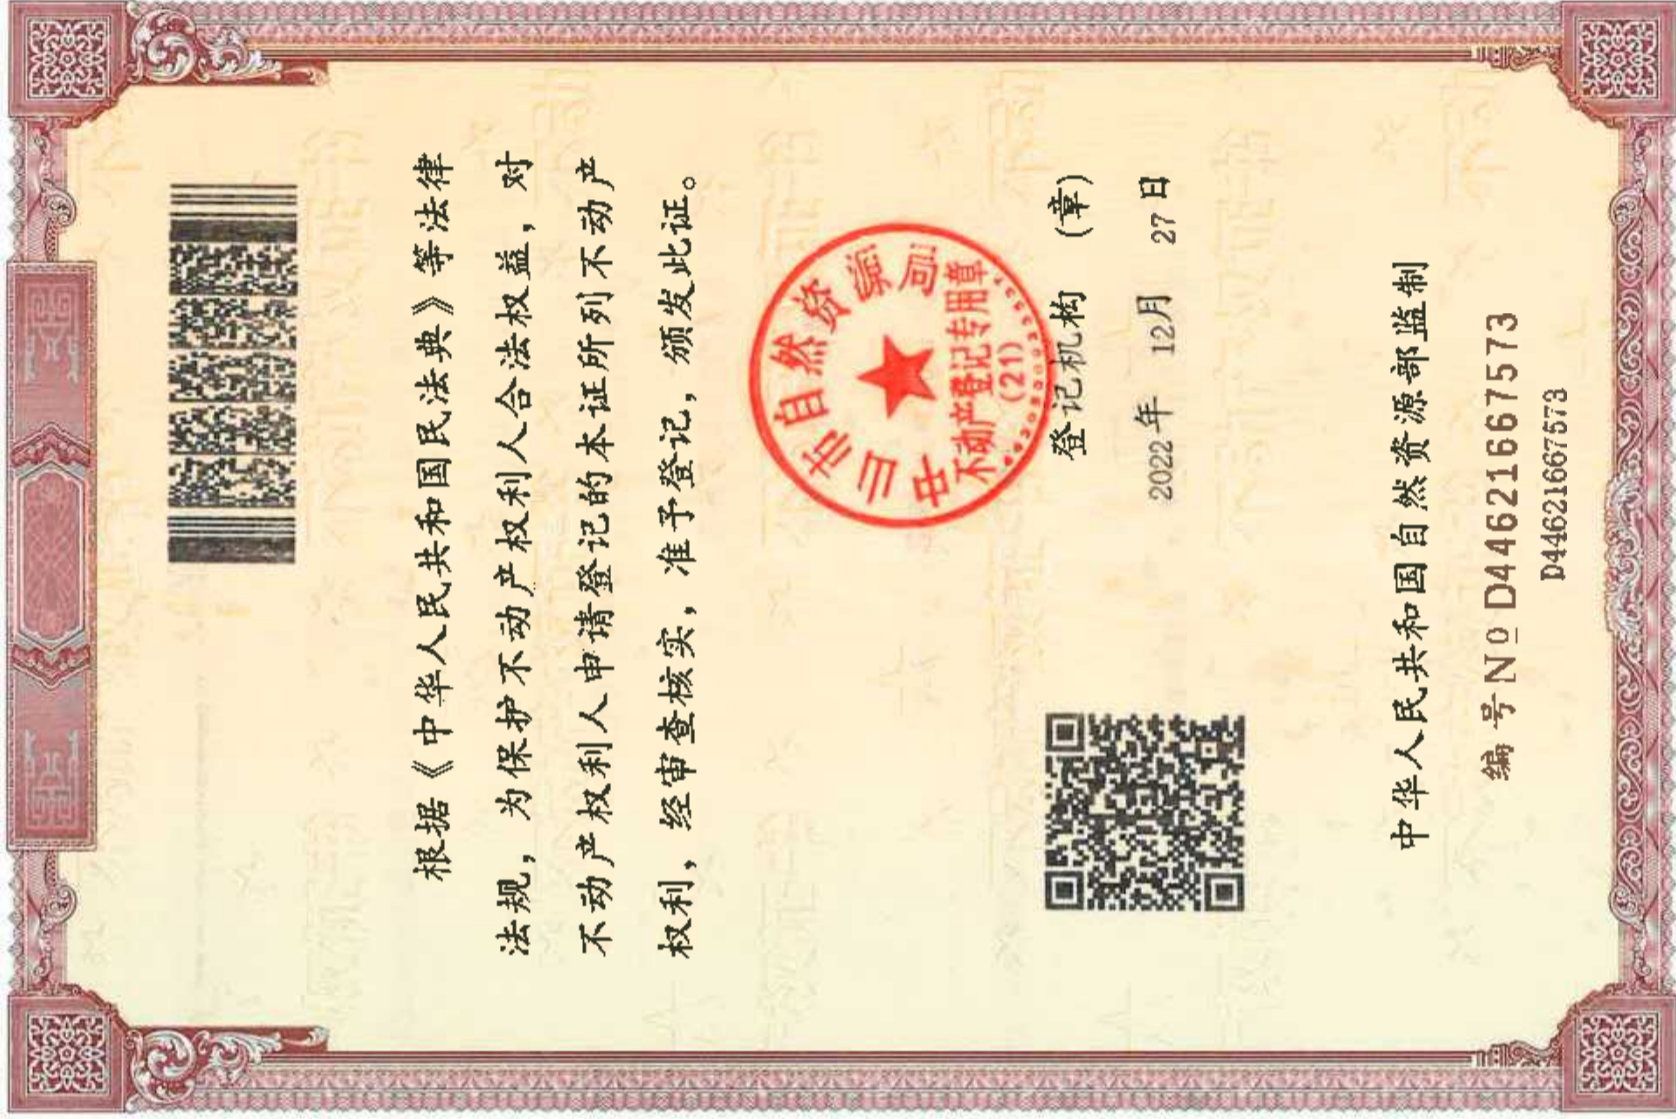 根据《中华人民共和国民法典》等法律
法规，为保护不动产权利人合法权益，对
不动产权利人申请登记的本证所列不动产
权利，经审查核实，准予登记，颁发此证。
中山市自然资源局
不动产登记专用章
(21)
登记机构 (章)
2022年 12月 27日
中华人民共和国自然资源部监制
编号 № D44621667573
D44621667573